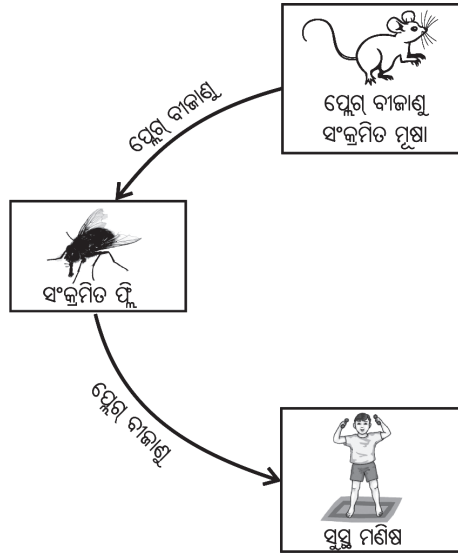 ପ୍ଲେଗ୍ ବୀଜାଣୁ
ସଂକ୍ରମିତ ମୂଷା
ପ୍ଲେଗ୍ ବୀଜାଣୁ
ସଂକ୍ରମିତ ଫ୍ଲି
ପ୍ଲେଗ୍ ବୀଜାଣୁ
ସୁସ୍ଥ ମଣିଷ